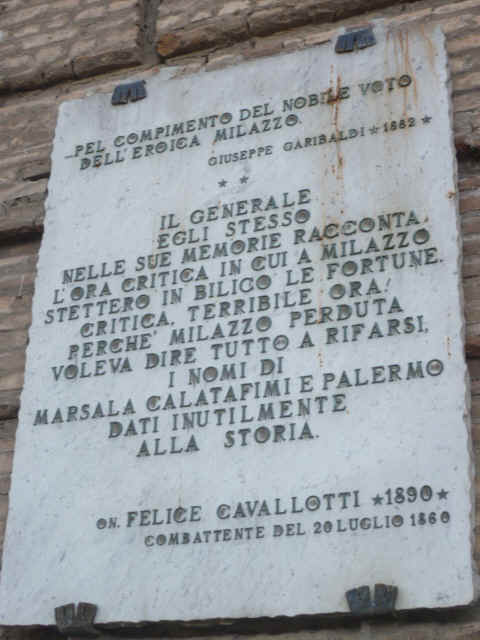 ..PEL COMPIMENTO DEL NOBILE VOTO
DELL'EROICA MILAZZO.
GIUSEPPE GARIBALDI *1882*
* *
IL GENERALE
EGLI STESSO
NELLE SUE MEMORIE RACCONTA
L'ORA CRITICA IN CUI A MILAZZO
STETTERO IN BILICO LE FORTUNE.
CRITICA, TERRIBILE ORA!
PERCHE' MILAZZO PERDUTA
VOLEVA DIRE TUTTO A RIFARSI,
I NOMI DI
MARSALA CALATAFIMI E PALERMO
DATI INUTILMENTE
ALLA STORIA.
ON. FELICE CAVALLOTTI *1890*
COMBATTENTE DEL 20 LUGLIO 1860